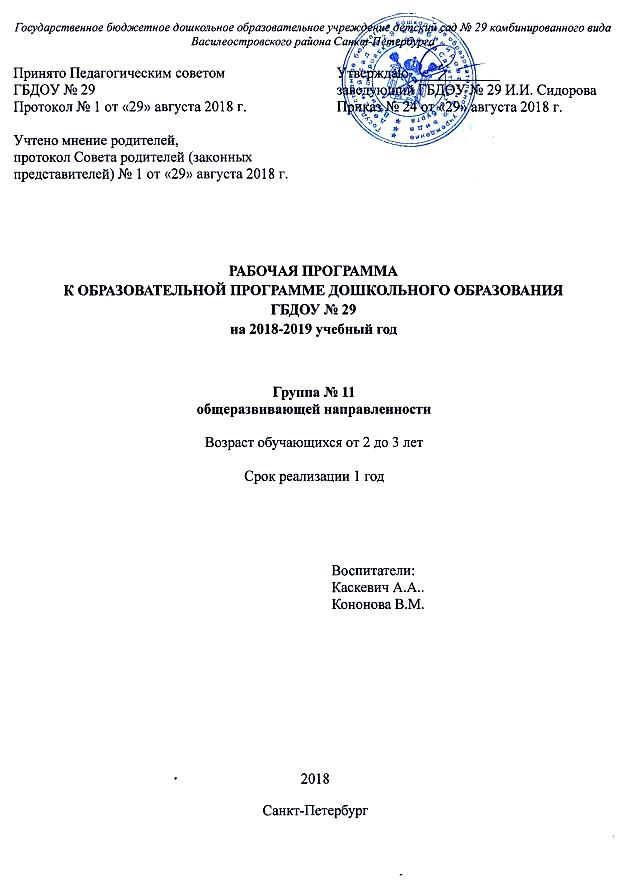 Государственное бюджетное дошкольное образовательное учреждение детский сад № 29 комбинированного вида
Василеостровского района Санкт-Петербурга
Принято Педагогическим советом
ГБДОУ № 29
Протокол № 1 от «29» августа 2018 г.
Учтено мнение родителей,
протокол Совета родителей (законных
представителей) № 1 от «29» августа 2018 г.
Утверждаю
заведующий ГБДОУ № 29 И.И. Сидорова
Приказ № 24 от «29» августа 2018 г.
РАБОЧАЯ ПРОГРАММА
К ОБРАЗОВАТЕЛЬНОЙ ПРОГРАММЕ ДОШКОЛЬНОГО ОБРАЗОВАНИЯ
ГБДОУ № 29
на 2018-2019 учебный год
Группа № 11
общеразвивающей направленности
Возраст обучающихся от 2 до 3 лет
Срок реализации 1 год
Воспитатели:
Каскевич А.А..
Кононова В.М.
2018
Санкт-Петербург